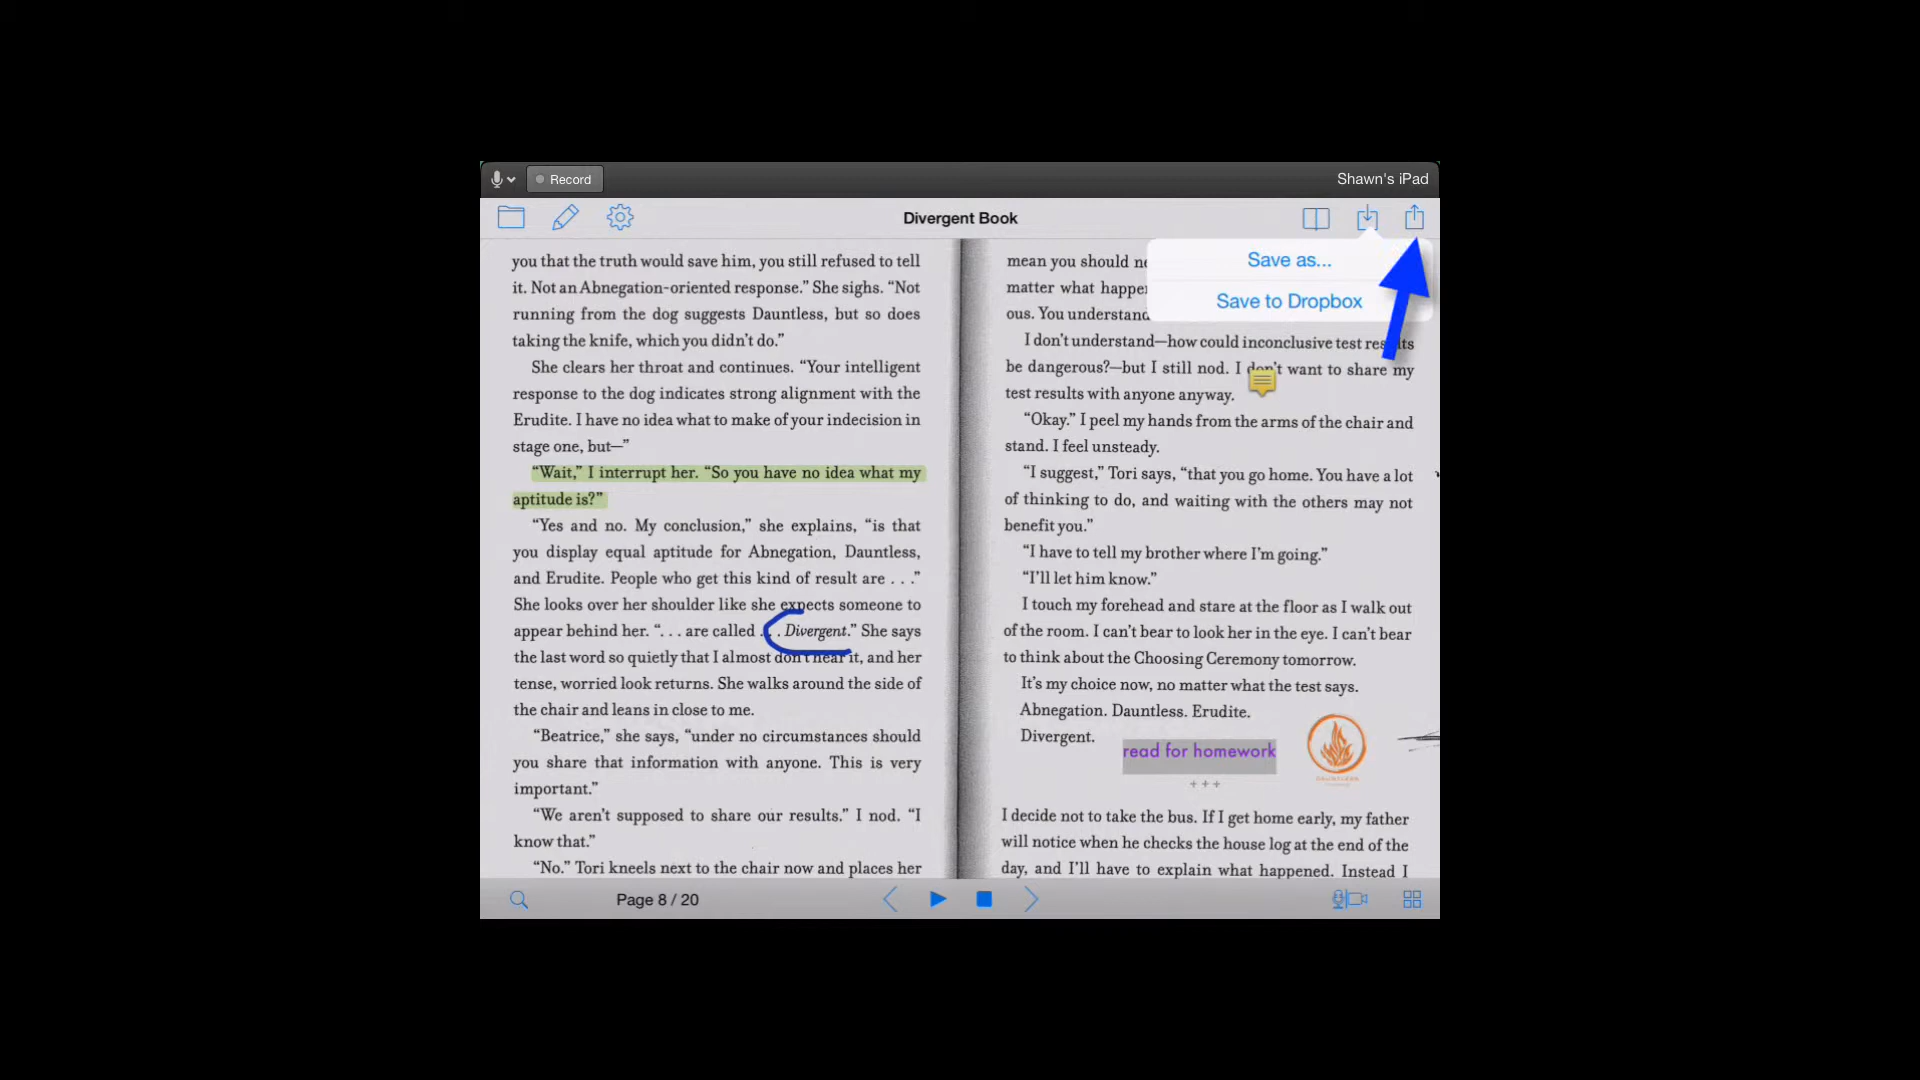 Record
Shawn's iPad
Divergent Book
Save as...
Save to Dropbox
you that the truth would save him, you still refused to tell
it. Not an Abnegation-oriented response.” She sighs. “Not
running from the dog suggests Dauntless, but so does
taking the knife, which you didn’t do.”
She clears her throat and continues. “Your intelligent
response to the dog indicates strong alignment with the
Erudite. I have no idea what to make of your indecision in
stage one, but—”
“Wait,” I interrupt her. “So you have no idea what my
aptitude is?”
“Yes and no. My conclusion,” she explains, “is that
you display equal aptitude for Abnegation, Dauntless,
and Erudite. People who get this kind of result are . . .”
She looks over her shoulder like she expects someone to
appear behind her. “. . . are called . . . Divergent.” She says
the last word so quietly that I almost don’t hear it, and her
tense, worried look returns. She walks around the side of
the chair and leans in close to me.
“Beatrice,” she says, “under no circumstances should
you share that information with anyone. This is very
important.”
“We aren’t supposed to share our results.” I nod. “I
know that.”
“No.” Tori kneels next to the chair now and places her
mean you should
matter what
ous. You understand
I don’t understand—how could inconclusive test results
be dangerous?—but I still nod. I don’t want to share my
test results with anyone anyway.
“Okay.” I peel my hands from the arms of the chair and
stand. I feel unsteady.
“I suggest,” Tori says, “that you go home. You have a lot
of thinking to do, and waiting with the others may not
benefit you.”
“I have to tell my brother where I’m going.”
“I’ll let him know.”
I touch my forehead and stare at the floor as I walk out
of the room. I can’t bear to look her in the eye. I can’t bear
to think about the Choosing Ceremony tomorrow.
It’s my choice now, no matter what the test says.
Abnegation. Dauntless. Erudite.
Divergent.
read for homework
+ + +
I decide not to take the bus. If I get home early, my father
will notice when he checks the house log at the end of the
day, and I’ll have to explain what happened. Instead I
Page 8 / 20